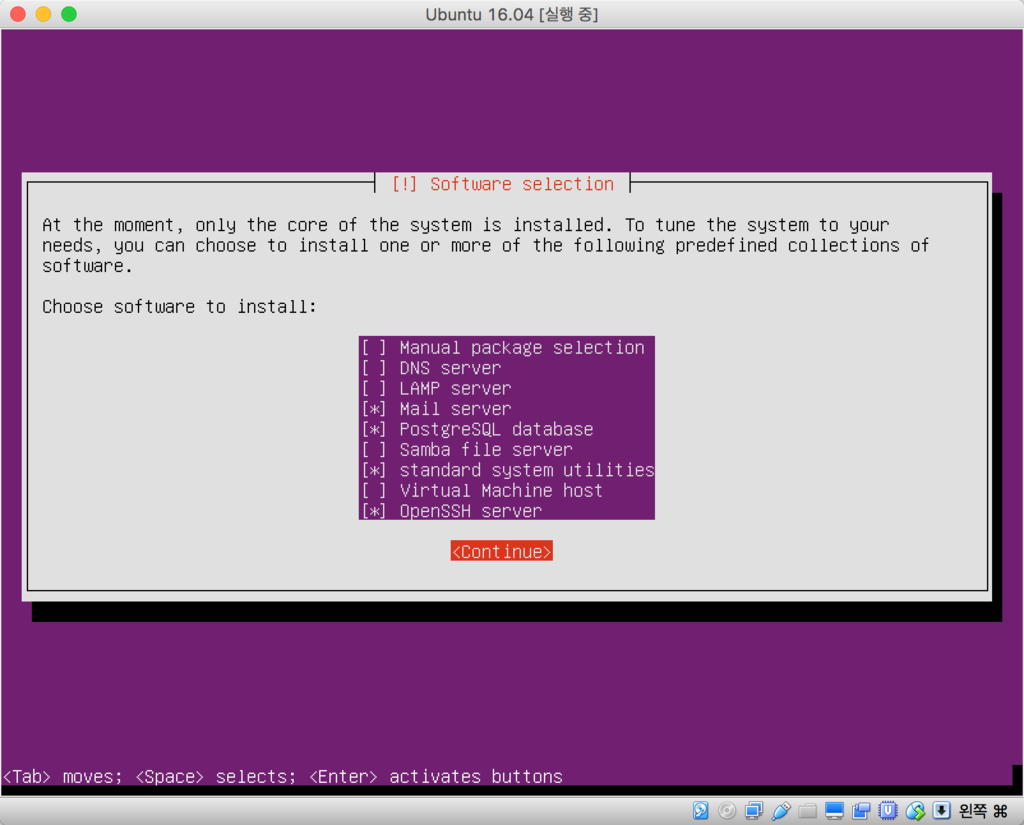 Ubuntu 16.04 [실행 중]
[!] Software selection
At the moment, only the core of the system is installed. To tune the system to your
needs, you can choose to install one or more of the following predefined collections of
software.
Choose software to install:
[ ] Manual package selection
[ ] DNS server
[ ] LAMP server
[*] Mail server
[*] PostgreSQL database
[ ] Samba file server
[*] standard system utilities
[ ] Virtual Machine host
[*] OpenSSH server
<Continue>
<Tab> moves; <Space> selects; <Enter> activates buttons
왼쪽 ⌘